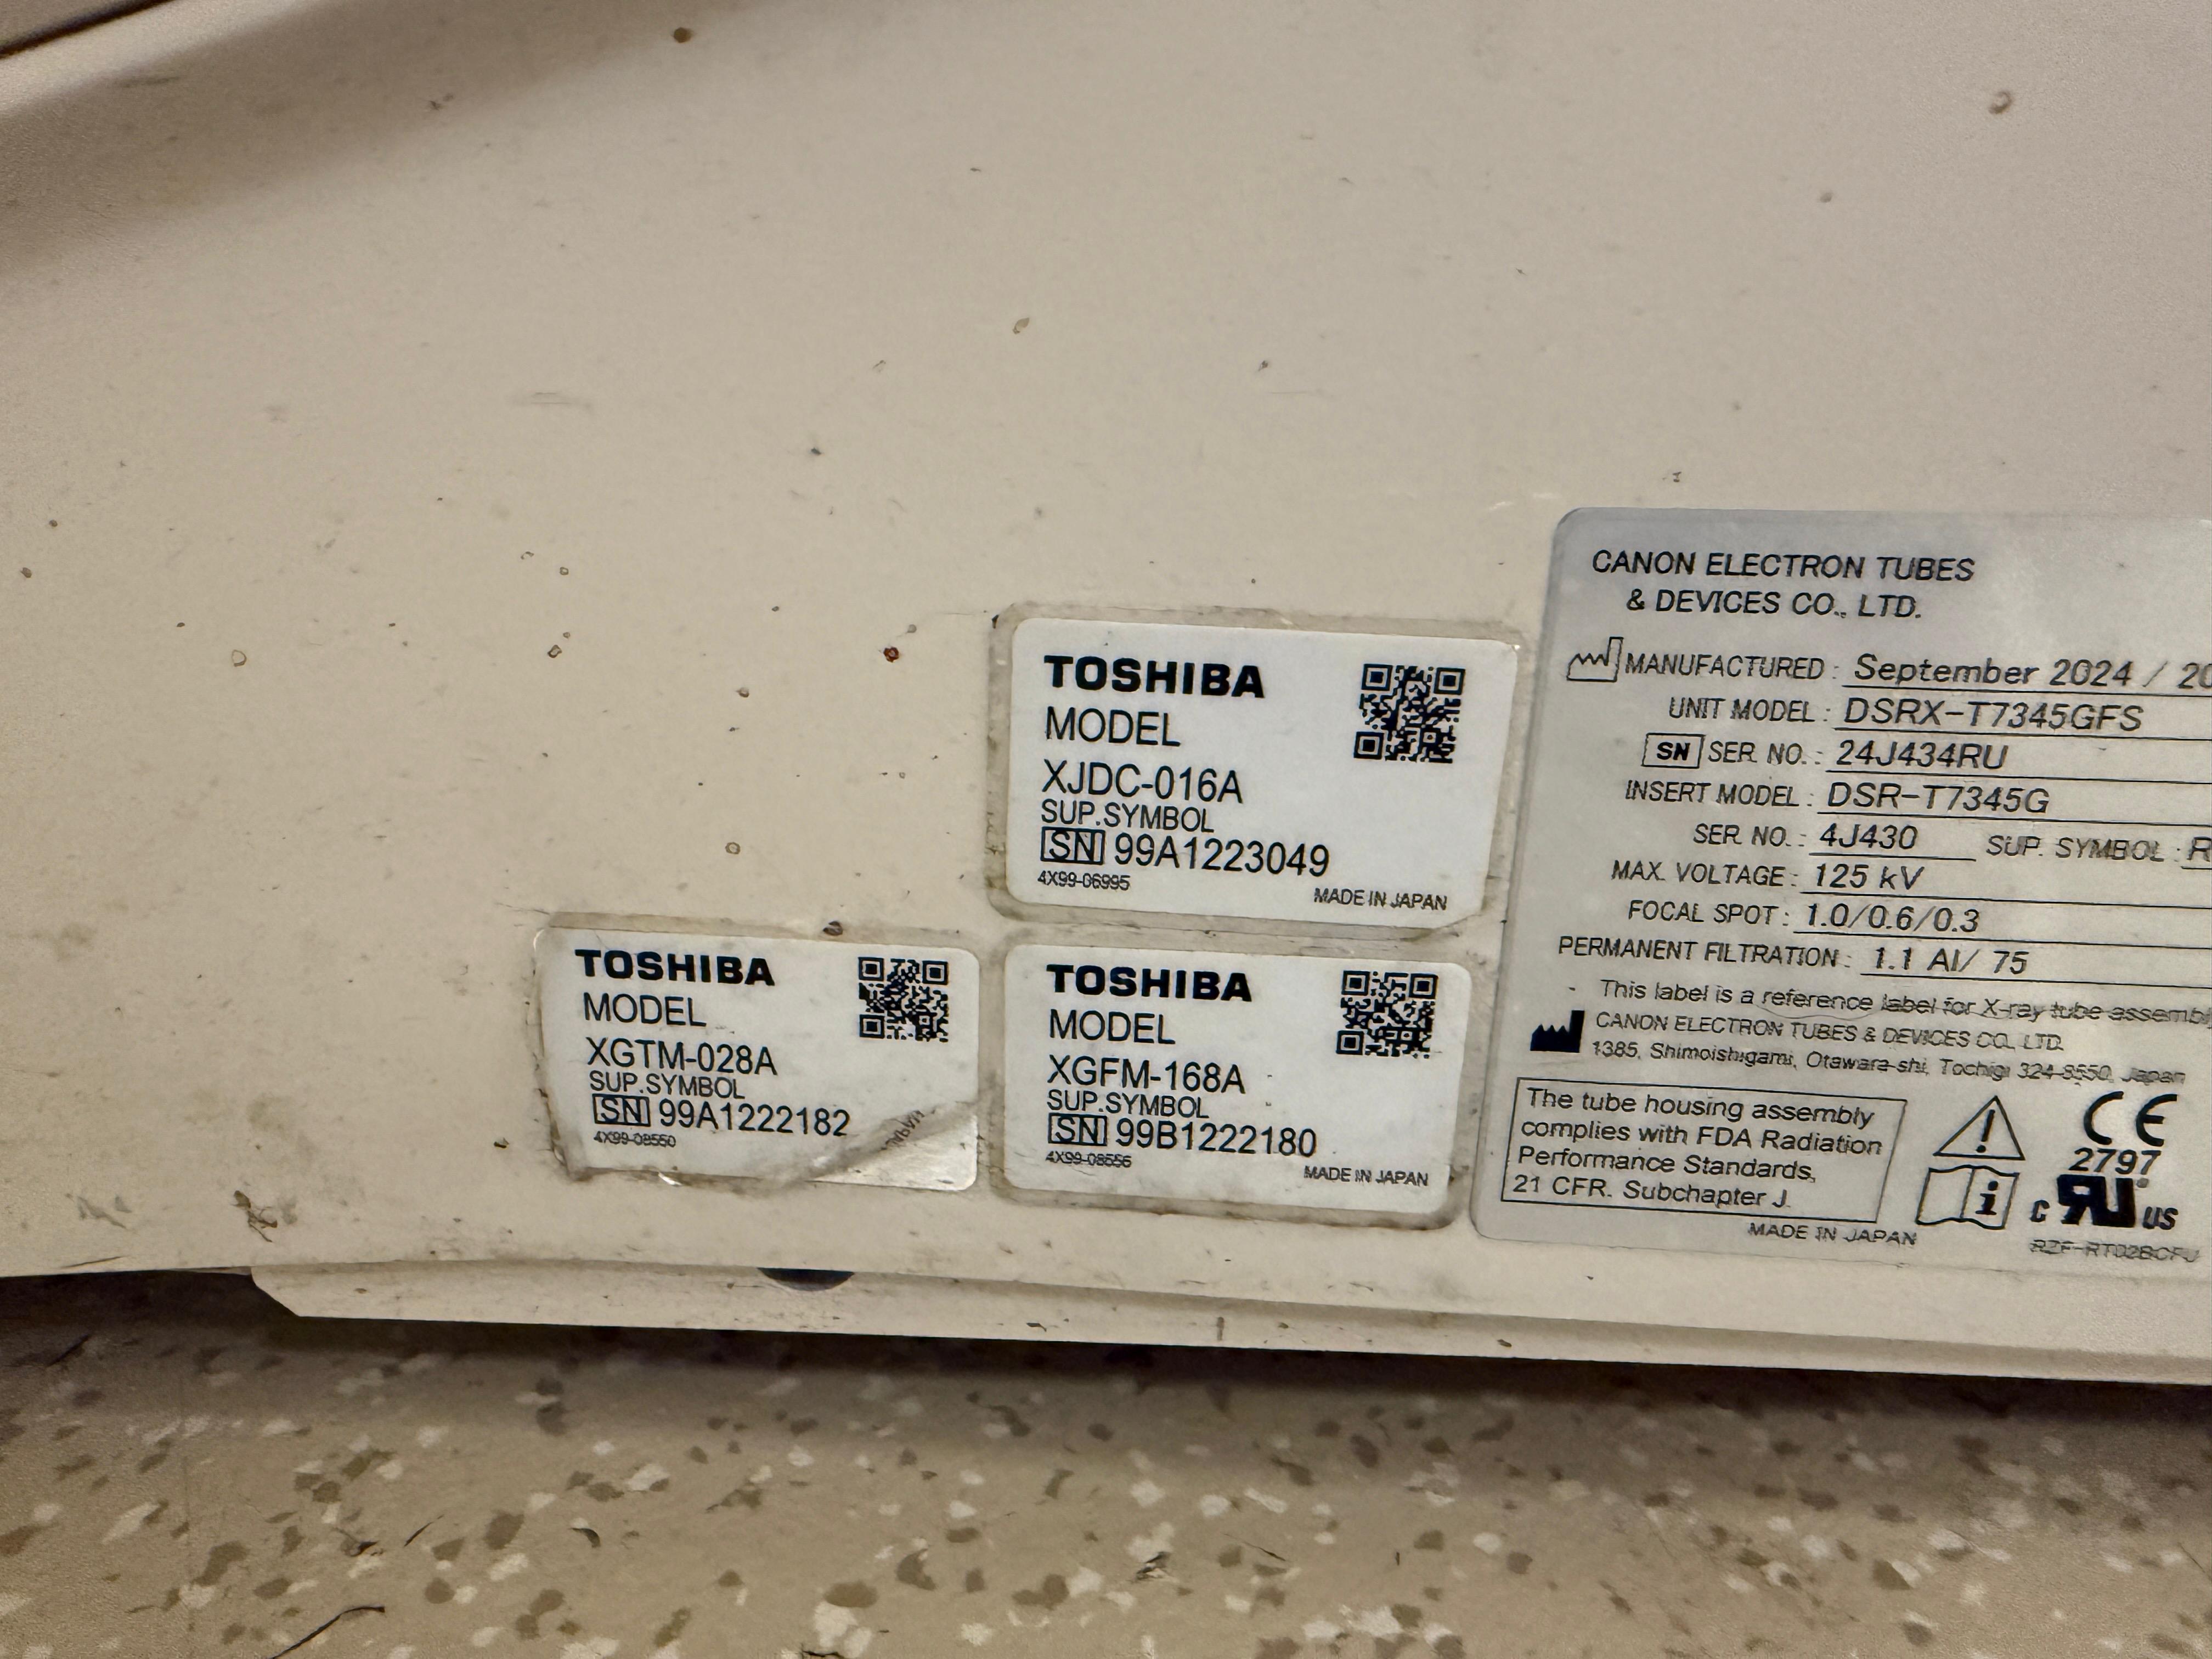 TOSHIBA
MODEL
XJDC-016A
SUP.SYMBOL
SN 99A1223049
4X99-06995
MADE IN JAPAN
TOSHIBA
MODEL
XGTM-028A
SUP.SYMBOL
SN 99A1222182
4X99-08550
TOSHIBA
MODEL
XGFM-168A
SUP.SYMBOL
SN 99B1222180
4X99-08556
MADE IN JAPAN
CANON ELECTRON TUBES
& DEVICES CO., LTD.
MANUFACTURED : September 2024 / 20
UNIT MODEL : DSRX-T7345GFS
SN SER. NO. : 24J434RU
INSERT MODEL : DSR-T7345G
SER. NO. : 4J430 SUP. SYMBOL : R
MAX. VOLTAGE : 125 kV
FOCAL SPOT : 1.0/0.6/0.3
PERMANENT FILTRATION : 1.1 Al/ 75
- This label is a reference label for X-ray tube
CANON ELECTRON TUBES & DEVICES CO., LTD.
1385, Shimoishigami, Otawara-shi, Tochigi 324-8550, Japan
The tube housing assembly
complies with FDA Radiation
Performance Standards,
21 CFR. Subchapter J.
CE
2797
i
c RU US
MADE IN JAPAN